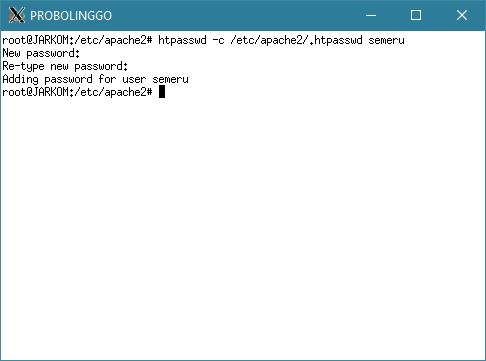 PROBOLINGGO
root@JARKOM:/etc/apache2# htpasswd -c /etc/apache2/.htpasswd semeru
New password:
Re-type new password:
Adding password for user semeru
root@JARKOM:/etc/apache2#